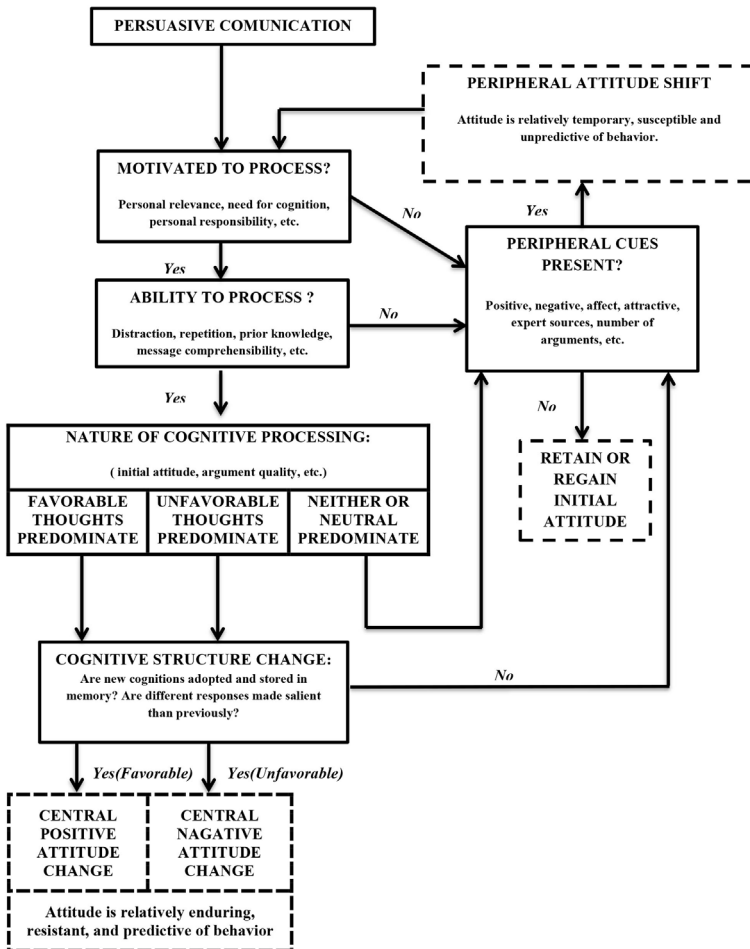 PERSUASIVE COMUNICATION
PERIPHERAL ATTITUDE SHIFT
Attitude is relatively temporary, susceptible and
unpredictive of behavior.
MOTIVATED TO PROCESS?
Personal relevance, need for cognition,
personal responsibility, etc.
No
Yes
PERIPHERAL CUES
PRESENT?
Positive, negative, affect, attractive,
expert sources, number of
arguments, etc.
Yes
ABILITY TO PROCESS ?
Distraction, repetition, prior knowledge,
message comprehensibility, etc.
No
Yes
No
RETAIN OR
REGAIN
INITIAL
ATTITUDE
NATURE OF COGNITIVE PROCESSING:
( initial attitude, argument quality, etc.)
FAVORABLE
THOUGHTS
PREDOMINATE
UNFAVORABLE
THOUGHTS
PREDOMINATE
NEITHER OR
NEUTRAL
PREDOMINATE
COGNITIVE STRUCTURE CHANGE:
Are new cognitions adopted and stored in
memory? Are different responses made salient
than previously?
No
Yes(Favorable)
Yes(Unfavorable)
CENTRAL
POSITIVE
ATTITUDE
CHANGE
CENTRAL
NAGATIVE
ATTITUDE
CHANGE
Attitude is relatively enduring,
resistant, and predictive of behavior